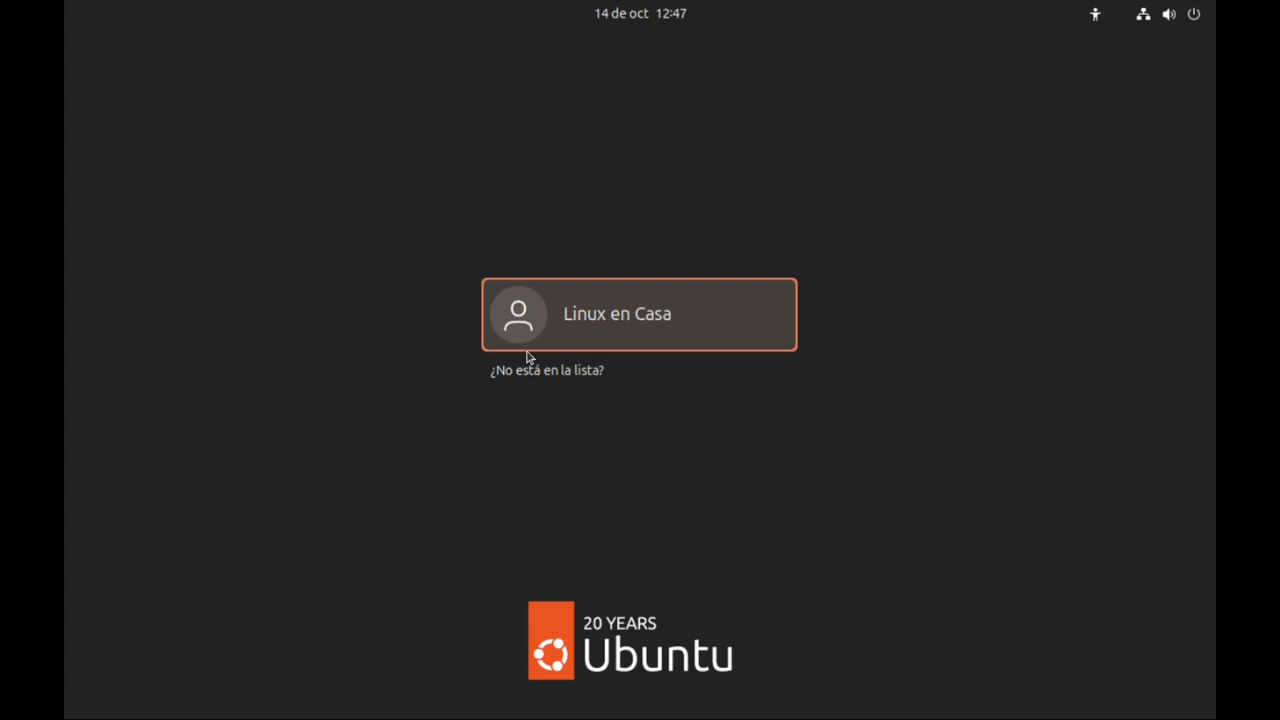 14 de oct 12:47
Linux en Casa
¿No está en la lista?
20 YEARS
Ubuntu